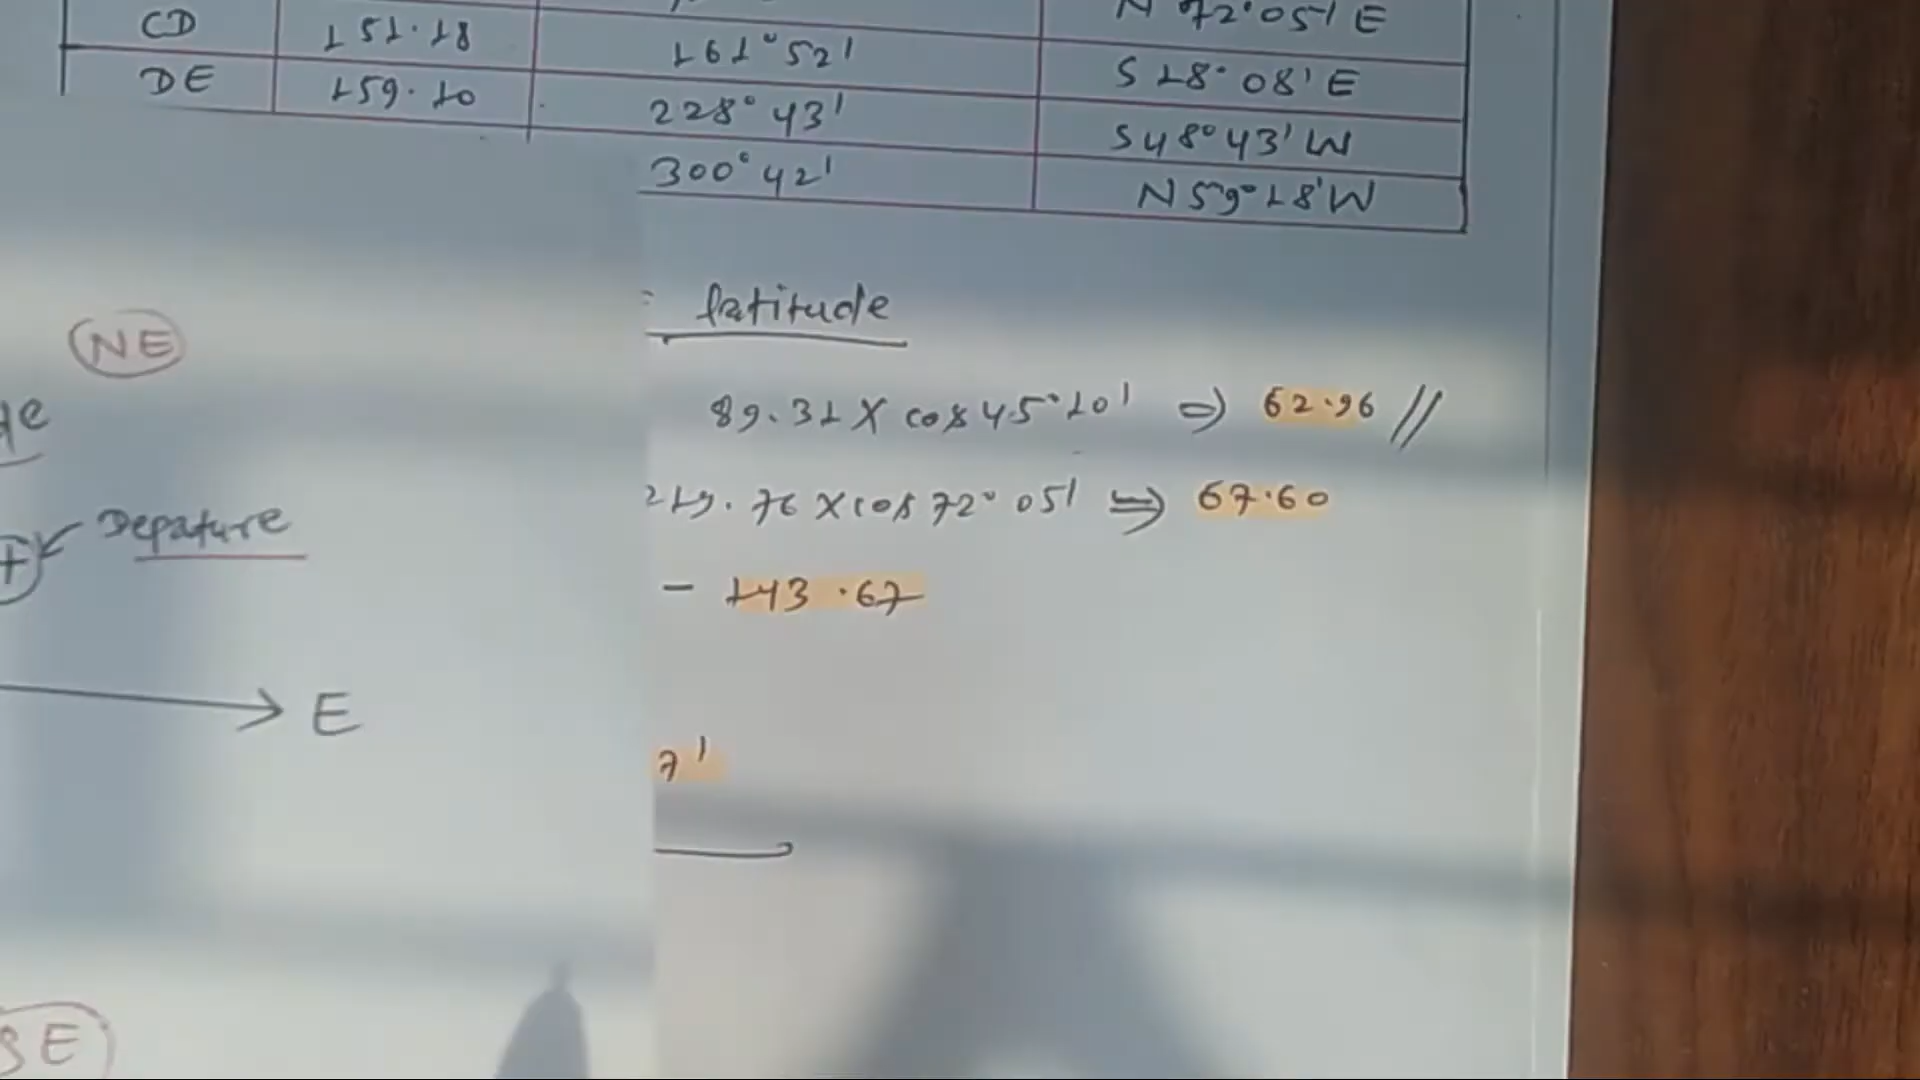 CD 151.18 N 72°05' E
DE 159.10 161°52' S 18° 08' E
228° 43' S 48° 43' W
300° 42' N 59° 18' W
NE
: latitude
89.31 X cos 45° 10' ⇒ 62.96 //
Depature
219.76 X cos 72° 05' ⇒ 67.60
+
- 143.67
E
7'
SE